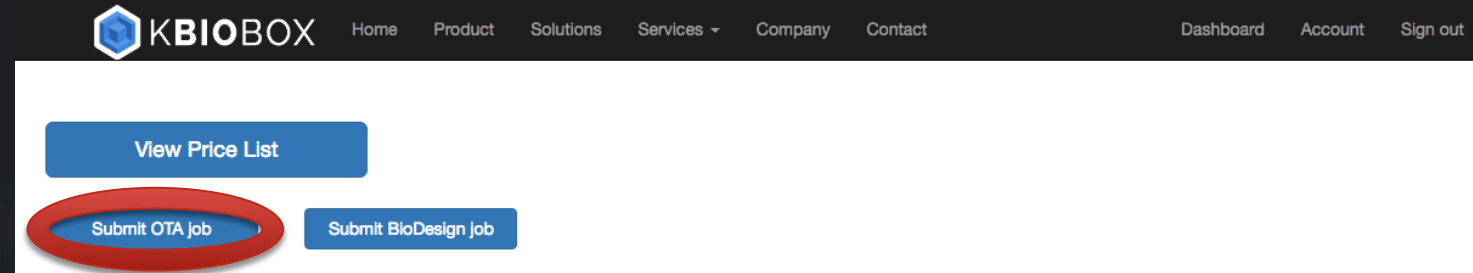 KBIOBOX Home Product Solutions Services Company Contact Dashboard Account Sign out
View Price List
Submit OTA job Submit BioDesign job